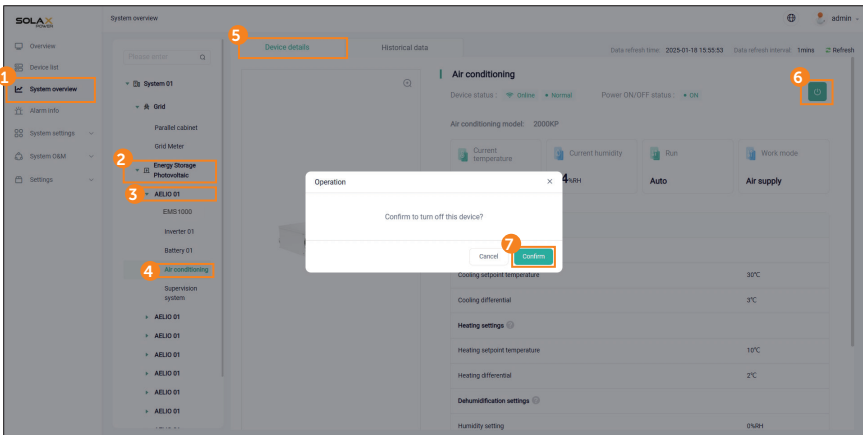 SOLAX
POWER
System overview
admin
Overview
Device list
System overview
Alarm info
System settings
System O&M
Settings
1
Please enter
System 01
Grid
Parallel cabinet
Grid Meter
2
Energy Storage
Photovoltaic
3
AELIO 01
EMS1000
Inverter 01
Battery 01
4
Air conditioning
Supervision
system
AELIO 01
AELIO 01
AELIO 01
AELIO 01
AELIO 01
AELIO 01
5
Device details
Historical data
Data refresh time: 2025-01-18 15:55:53 Data refresh interval: 1mins Refresh
Air conditioning
6
Device status: Online Normal Power ON/OFF status: ON
Air conditioning model: 2000KP
Current
temperature
Current humidity
Run
Work mode
4%RH
Auto
Air supply
Operation
Confirm to turn off this device?
7
Cancel
Confirm
Cooling setpoint temperature 30°C
Cooling differential 3°C
Heating settings
Heating setpoint temperature 10°C
Heating differential 2°C
Dehumidification settings
Humidity setting 0%RH